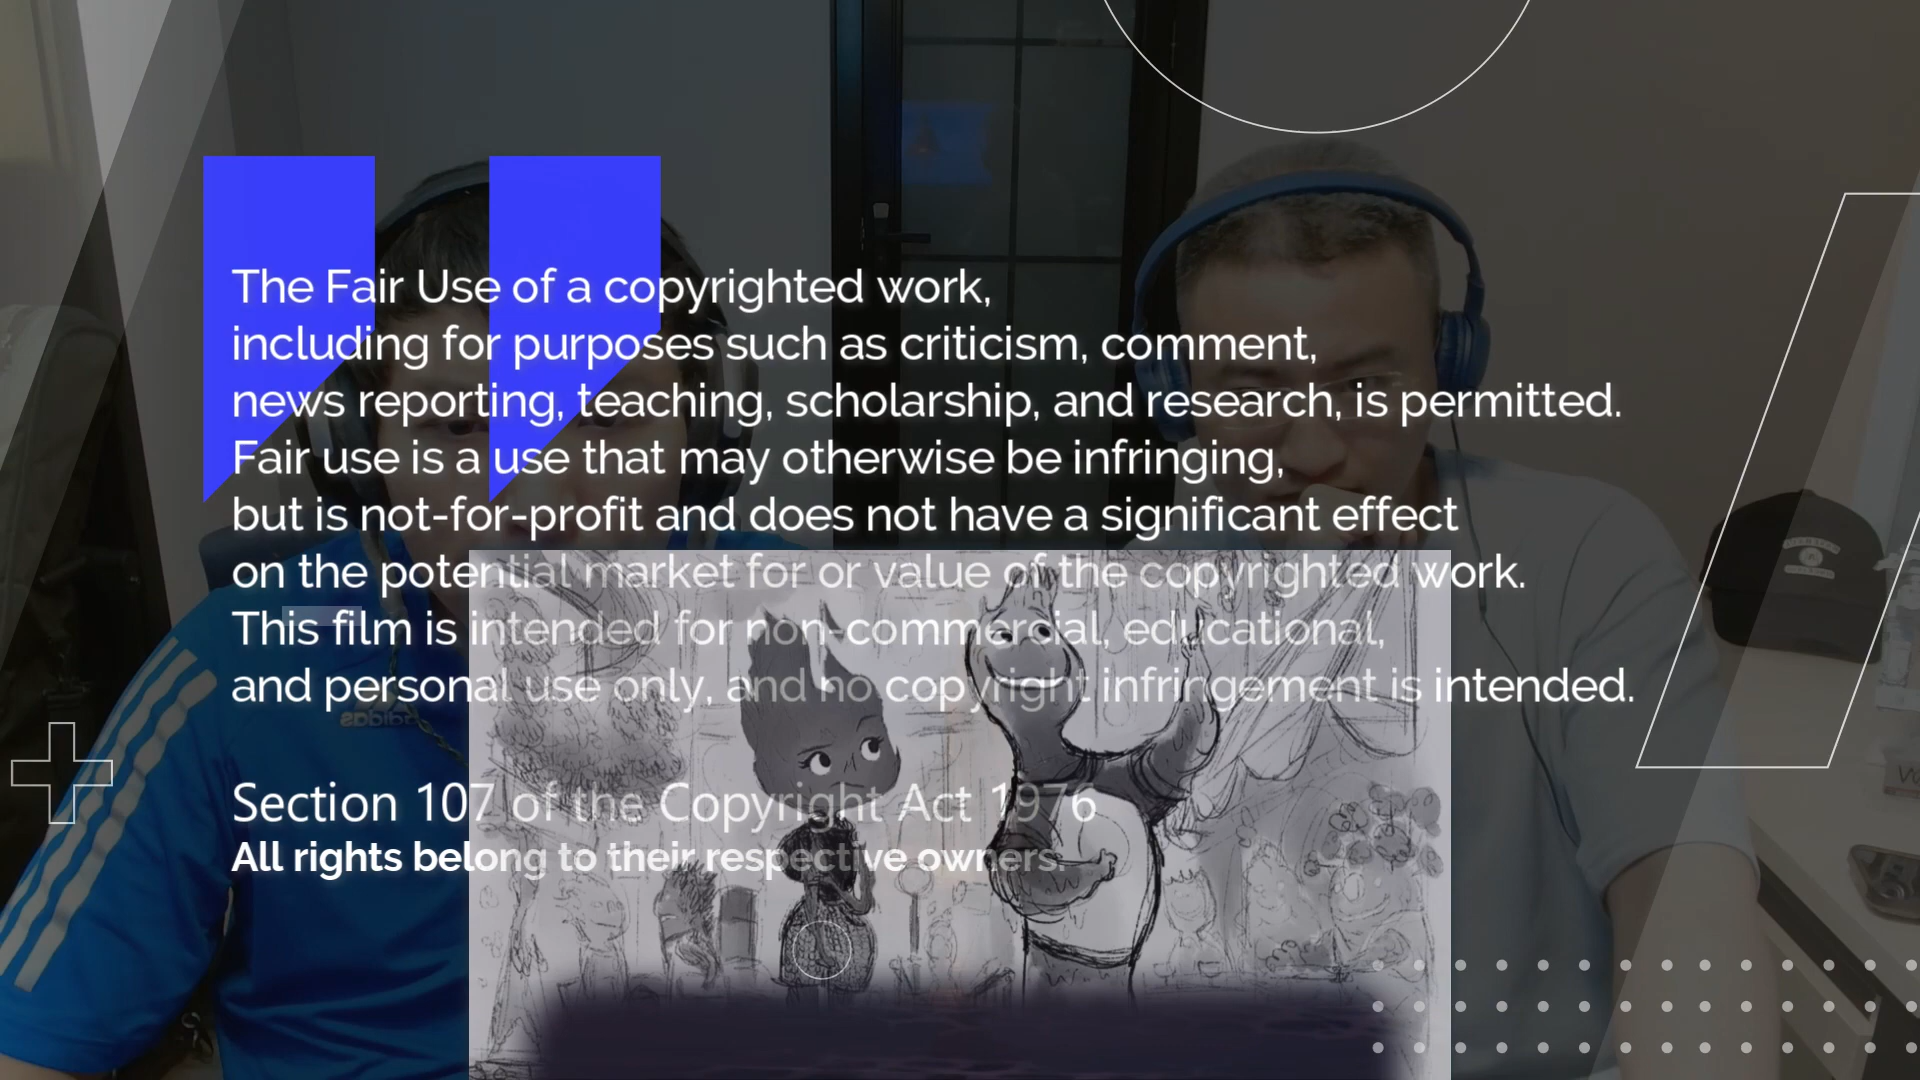 The Fair Use of a copyrighted work,
including for purposes such as criticism, comment,
news reporting, teaching, scholarship, and research, is permitted.
Fair use is a use that may otherwise be infringing,
but is not-for-profit and does not have a significant effect
on the potential market for or value of the copyrighted work.
This film is intended for non-commercial, educational,
and personal use only, and no copyright infringement is intended.
Section 107 of the Copyright Act 1976
All rights belong to their respective owners.
adidas